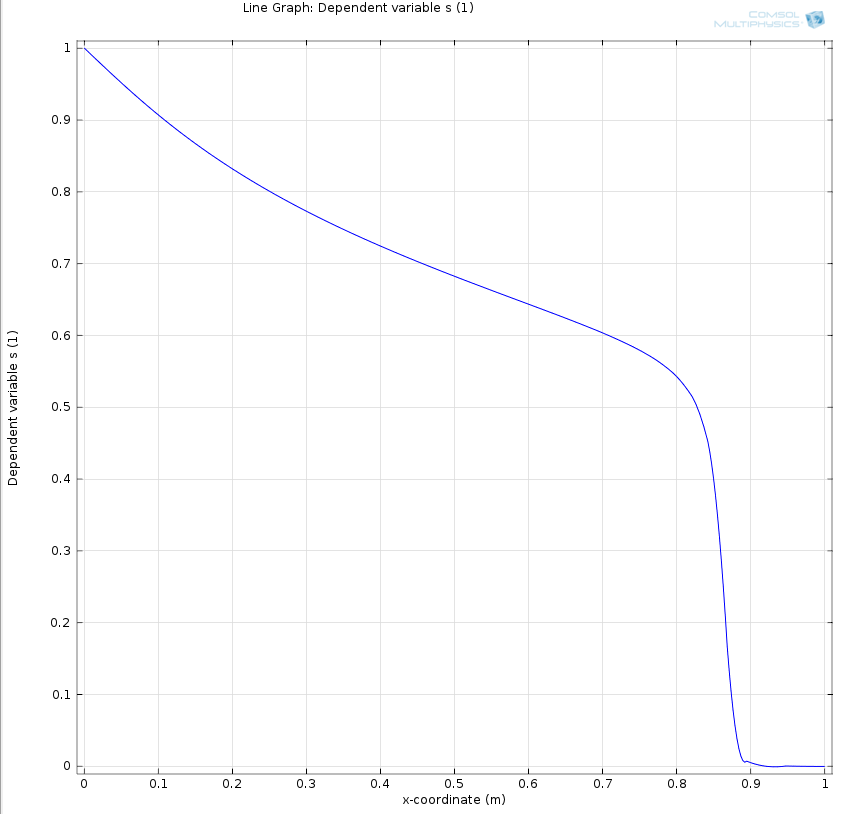 Line Graph: Dependent variable s (1)
COMSOL
MULTIPHYSICS
1
0.9
0.8
0.7
0.6
0.5
0.4
0.3
0.2
0.1
0
Dependent variable s (1)
0 0.1 0.2 0.3 0.4 0.5 0.6 0.7 0.8 0.9 1
x-coordinate (m)